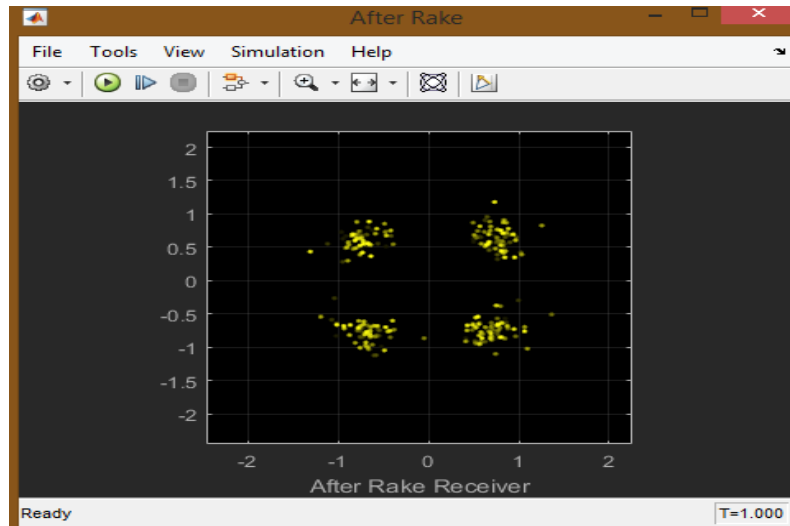 After Rake
File Tools View Simulation Help
2
1.5
1
0.5
0
-0.5
-1
-1.5
-2
-2 -1 0 1 2
After Rake Receiver
Ready T=1.000